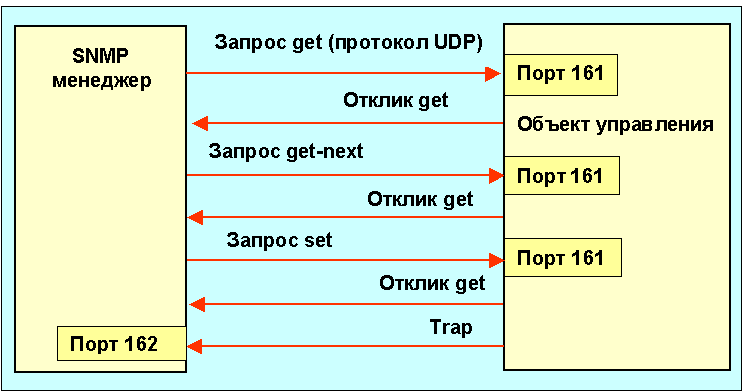 SNMP
менеджер
Запрос get (протокол UDP)
Порт 161
Отклик get
Объект управления
Запрос get-next
Порт 161
Отклик get
Запрос set
Порт 161
Отклик get
Trap
Порт 162